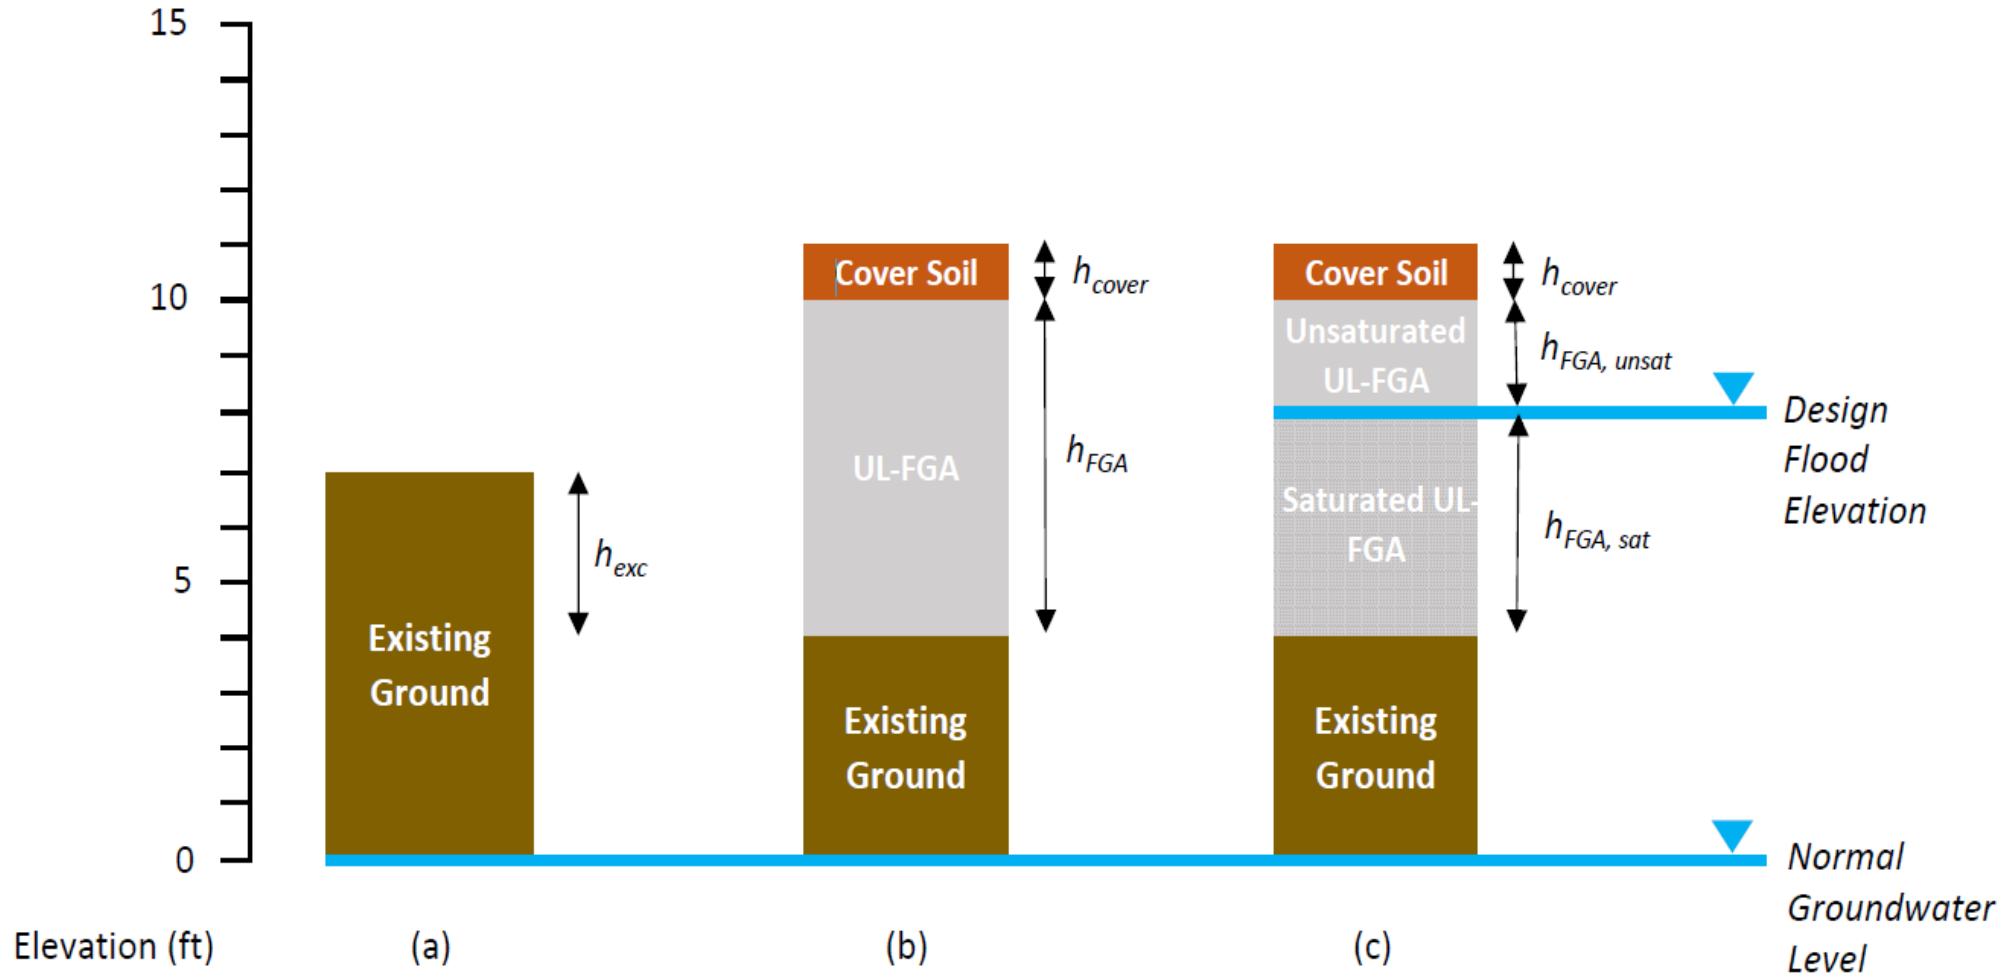 15
10
5
0
Elevation (ft)
Existing
Ground
h_exc
(a)
Cover Soil
h_cover
UL-FGA
h_FGA
Existing
Ground
(b)
Cover Soil
h_cover
Unsaturated
UL-FGA
h_FGA, unsat
Design
Flood
Elevation
Saturated UL-
FGA
h_FGA, sat
Existing
Ground
(c)
Normal
Groundwater
Level